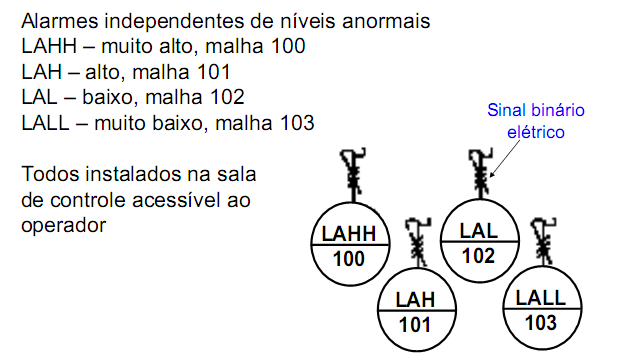 Alarmes independentes de níveis anormais
LAHH – muito alto, malha 100
LAH – alto, malha 101
LAL – baixo, malha 102
LALL – muito baixo, malha 103
Todos instalados na sala
de controle acessível ao
operador
Sinal binário
elétrico
LAHH
100
LAH
101
LAL
102
LALL
103